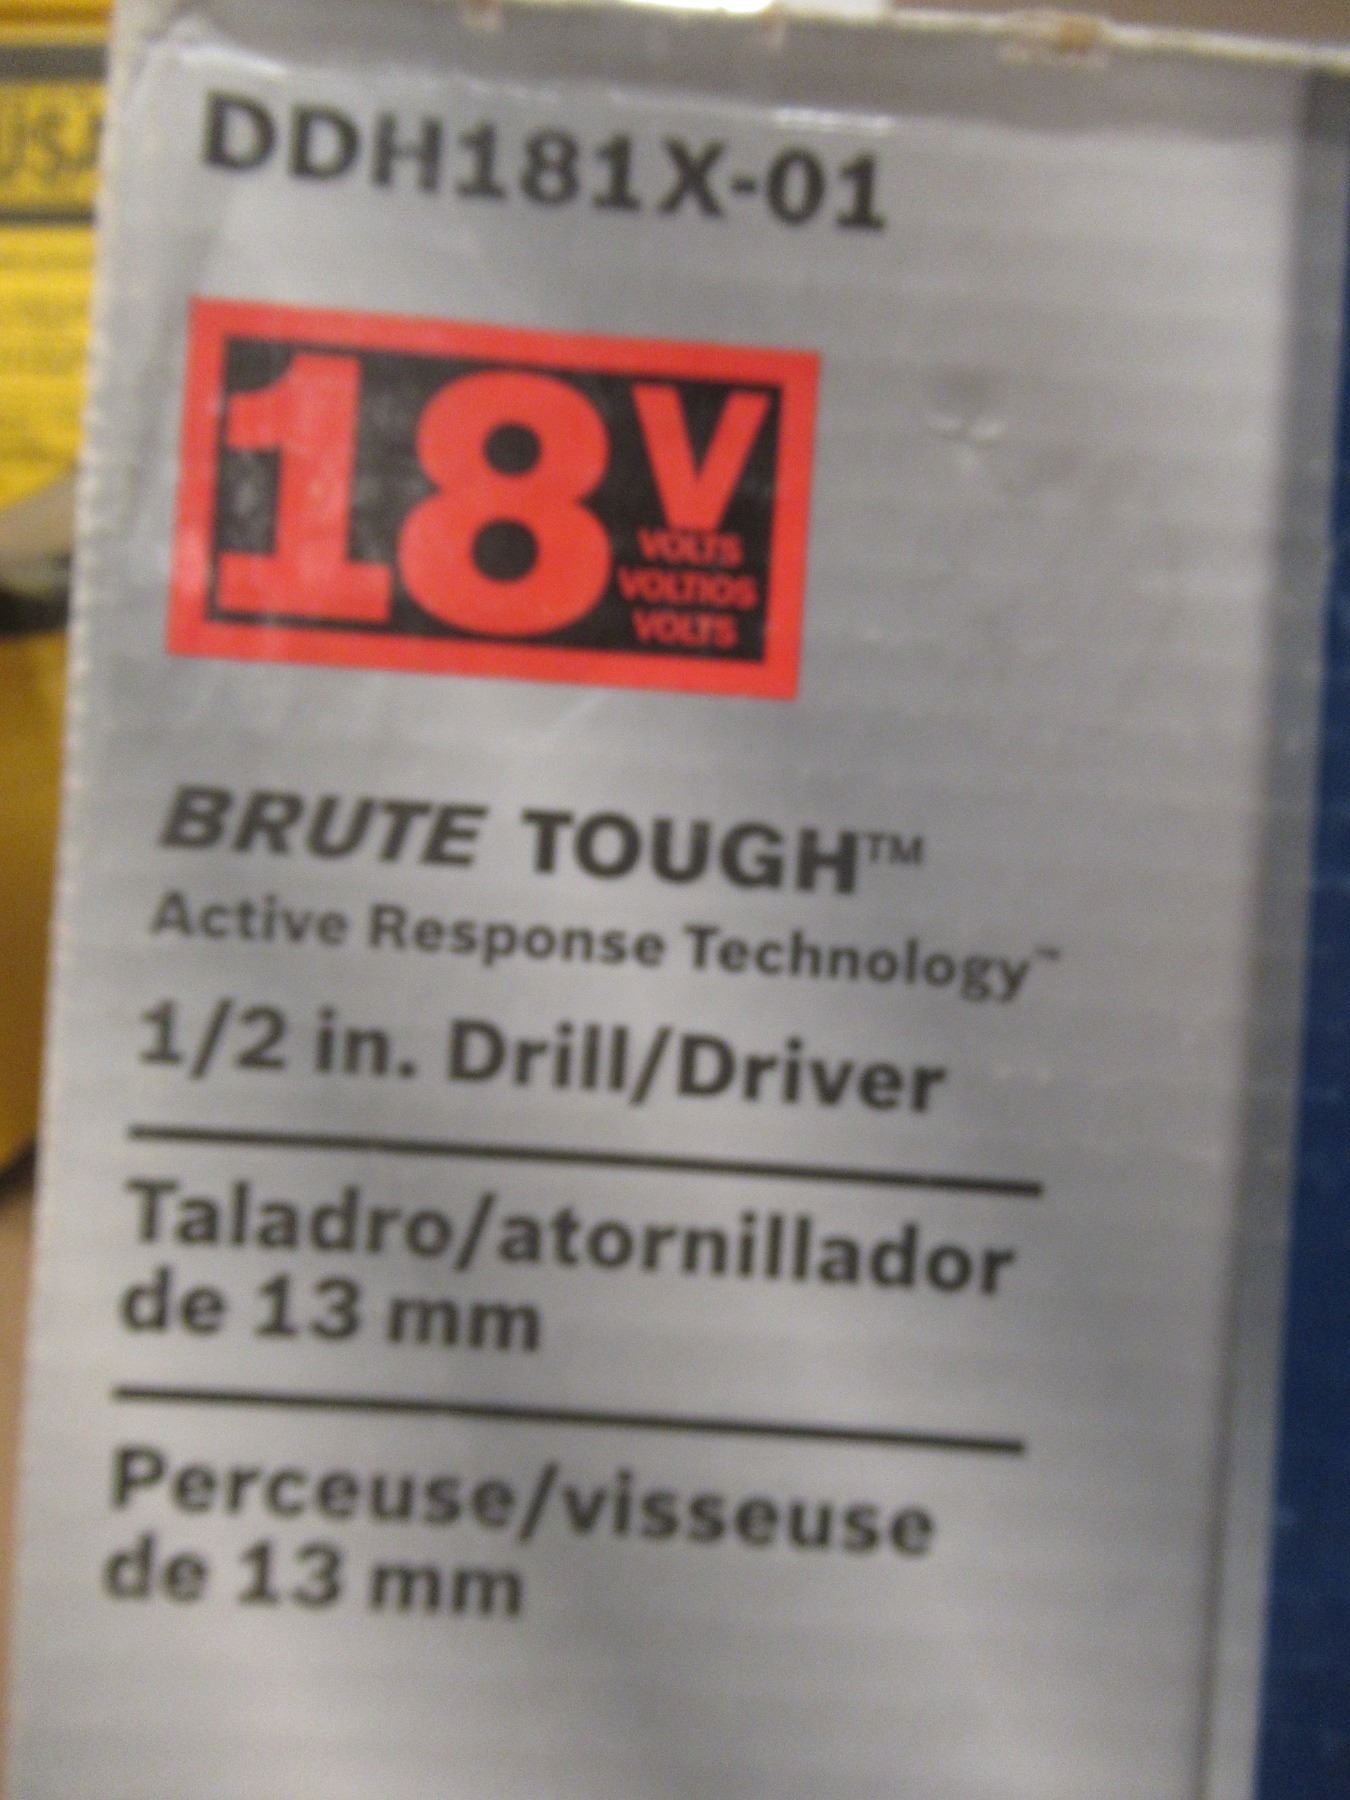 USA
DDH181X-01
18V
VOLTS
VOLTIOS
VOLTS
BRUTE TOUGH™
Active Response Technology™
1/2 in. Drill/Driver
Taladro/atornillador
de 13 mm
Perceuse/visseuse
de 13 mm